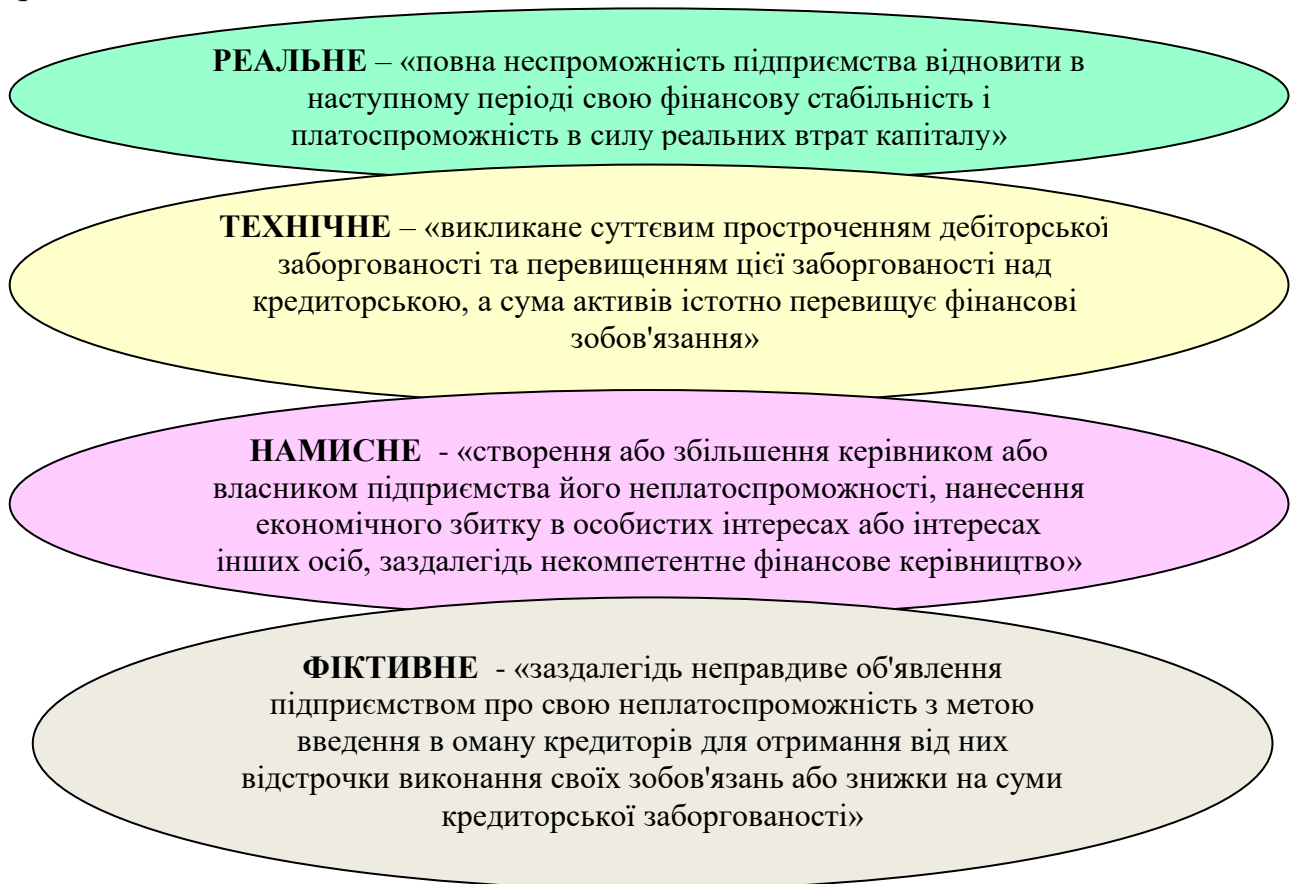 РЕАЛЬНЕ – «повна неспроможність підприємства відновити в
наступному періоді свою фінансову стабільність і
платоспроможність в силу реальних втрат капіталу»
ТЕХНІЧНЕ – «викликане суттєвим простроченням дебіторської
заборгованості та перевищенням цієї заборгованості над
кредиторською, а сума активів істотно перевищує фінансові
зобов'язання»
НАМИСНЕ - «створення або збільшення керівником або
власником підприємства його неплатоспроможності, нанесення
економічного збитку в особистих інтересах або інтересах
інших осіб, заздалегідь некомпетентне фінансове керівництво»
ФІКТИВНЕ - «заздалегідь неправдиве об'явлення
підприємством про свою неплатоспроможність з метою
введення в оману кредиторів для отримання від них
відстрочки виконання своїх зобов'язань або знижки на суми
кредиторської заборгованості»